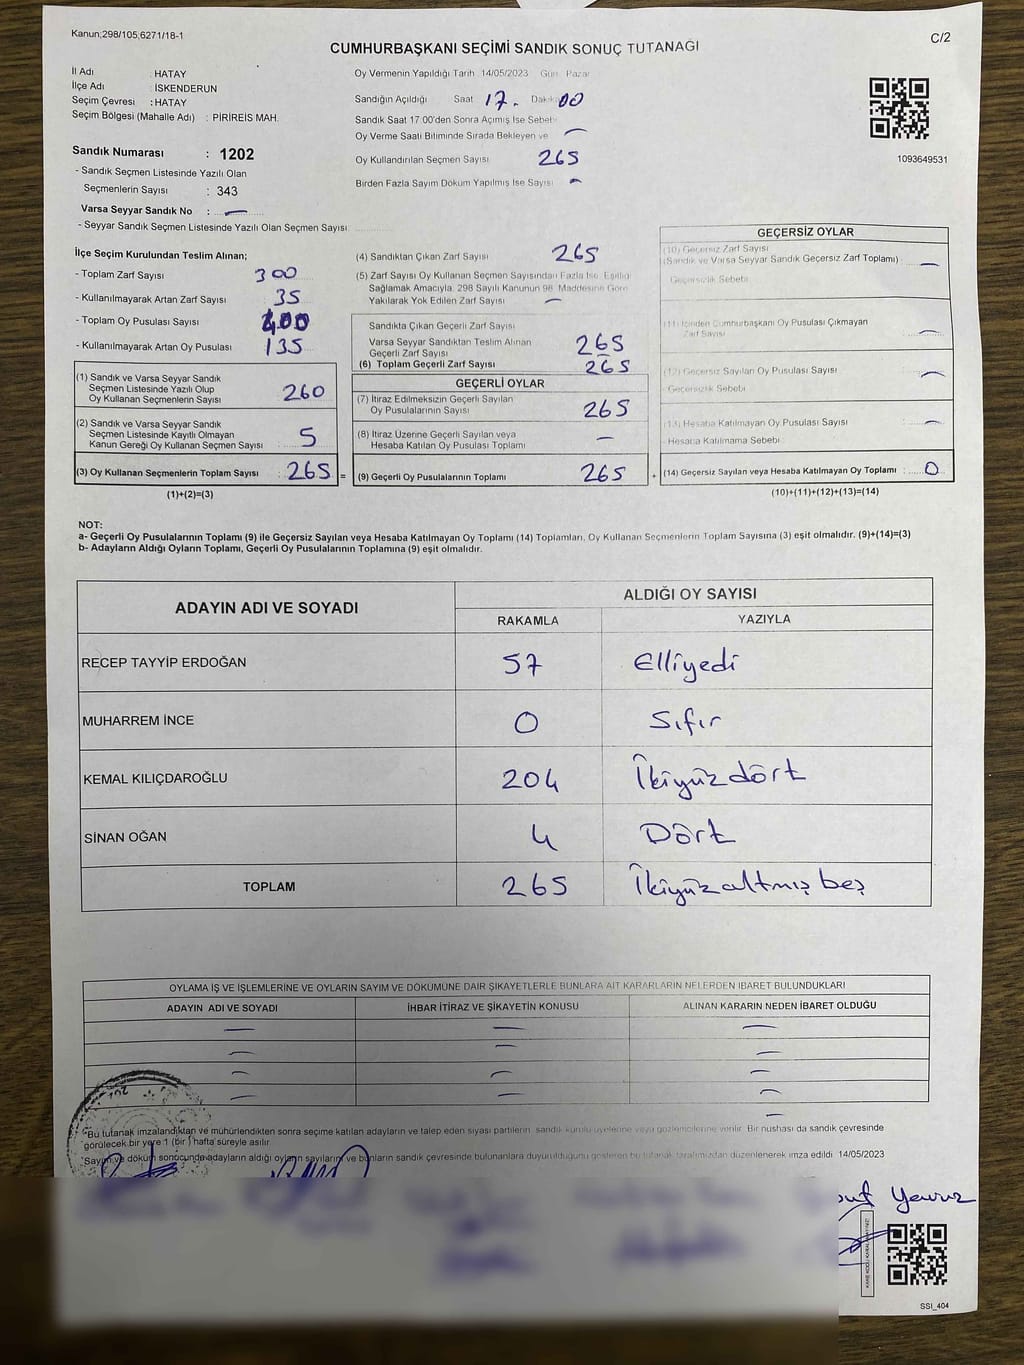 Kanun;298/105,6271/18-1
C/2
CUMHURBAŞKANI SEÇİMİ SANDIK SONUÇ TUTANAĞI
İl Adı : HATAY
İlçe Adı : İSKENDERUN
Seçim Çevresi : HATAY
Seçim Bölgesi (Mahalle Adı) : PİRİREİS MAH.
Sandık Numarası : 1202
- Sandık Seçmen Listesinde Yazılı Olan
Seçmenlerin Sayısı : 343
Varsa Seyyar Sandık No : —
- Seyyar Sandık Seçmen Listesinde Yazılı Olan Seçmen Sayısı
Oy Vermenin Yapıldığı Tarih 14/05/2023 Gün Pazar
Sandığın Açıldığı Saat 17. Dakika 00
Sandık Saat 17:00'den Sonra Açımış İse Sebebi
Oy Verme Saati Bitiminde Sırada Bekleyen ve —
Oy Kullandırılan Seçmen Sayısı 265
Birden Fazla Sayım Döküm Yapılmış İse Sayısı —
1093649531
İlçe Seçim Kurulundan Teslim Alınan;
- Toplam Zarf Sayısı 300
- Kullanılmayarak Artan Zarf Sayısı 35
- Toplam Oy Pusulası Sayısı 400
- Kullanılmayarak Artan Oy Pusulası 135
(1) Sandık ve Varsa Seyyar Sandık
Seçmen Listesinde Yazılı Olup
Oy Kullanan Seçmenlerin Sayısı 260
(2) Sandık ve Varsa Seyyar Sandık
Seçmen Listesinde Kayıtlı Olmayan
Kanun Gereği Oy Kullanan Seçmen Sayısı 5
(3) Oy Kullanan Seçmenlerin Toplam Sayısı : 265 =
(1)+(2)=(3)
(4) Sandıktan Çıkan Zarf Sayısı 265
(5) Zarf Sayısı Oy Kullanan Seçmen Sayısından Fazla İse, Eşitliği
Sağlamak Amacıyla, 298 Sayılı Kanunun 98. Maddesine Göre
Yakılarak Yok Edilen Zarf Sayısı —
Sandıkta Çıkan Geçerli Zarf Sayısı
Varsa Seyyar Sandıktan Teslim Alınan
Geçerli Zarf Sayısı 265
(6) Toplam Geçerli Zarf Sayısı 265
GEÇERLİ OYLAR
(7) İtiraz Edilmeksizin Geçerli Sayılan
Oy Pusulalarının Sayısı 265
(8) İtiraz Üzerine Geçerli Sayılan veya
Hesaba Katılan Oy Pusulası Toplamı —
(9) Geçerli Oy Pusulalarının Toplamı 265 +
GEÇERSİZ OYLAR
(10) Geçersiz Zarf Sayısı
(Sandık ve Varsa Seyyar Sandık Geçersiz Zarf Toplamı) —
Geçersizlik Sebebi
(11) İçinden Cumhurbaşkanı Oy Pusulası Çıkmayan
Zarf Sayısı —
(12) Geçersiz Sayılan Oy Pusulası Sayısı —
Geçersizlik Sebebi
(13) Hesaba Katılmayan Oy Pusulası Sayısı —
Hesaba Katılmama Sebebi
(14) Geçersiz Sayılan veya Hesaba Katılmayan Oy Toplamı : 0
(10)+(11)+(12)+(13)=(14)
NOT:
a- Geçerli Oy Pusulalarının Toplamı (9) ile Geçersiz Sayılan veya Hesaba Katılmayan Oy Toplamı (14) Toplamları, Oy Kullanan Seçmenlerin Toplam Sayısına (3) eşit olmalıdır. (9)+(14)=(3)
b- Adayların Aldığı Oyların Toplamı, Geçerli Oy Pusulalarının Toplamına (9) eşit olmalıdır.
ADAYIN ADI VE SOYADI
ALDIĞI OY SAYISI
RAKAMLA YAZIYLA
RECEP TAYYİP ERDOĞAN 57 Elliyedi
MUHARREM İNCE 0 Sıfır
KEMAL KILIÇDAROĞLU 204 İkiyüzdört
SİNAN OĞAN 4 Dört
TOPLAM 265 İkiyüzaltmış beş
OYLAMA İŞ VE İŞLEMLERİNE VE OYLARIN SAYIM VE DÖKÜMÜNE DAİR ŞİKAYETLERLE BUNLARA AİT KARARLARIN NELERDEN İBARET BULUNDUKLARI
ADAYIN ADI VE SOYADI İHBAR İTİRAZ VE ŞİKAYETİN KONUSU ALINAN KARARIN NEDEN İBARET OLDUĞU
— — —
— — —
— — —
— — —
—
*Bu tutanak imzalandıktan ve mühürlendikten sonra seçime katılan adayların ve talep eden siyasi partilerin sandık kurulu üyelerine veya gözlemcilerine verilir. Bir nüshası da sandık çevresinde
görülecek bir yere 1 (bir) hafta süreyle asılır.
*Sayım ve döküm sonucunda adayların aldığı oyların sayılarını ve bunların sandık çevresinde bulunanlara duyurulduğunu gösteren bu tutanak tarafımızdan düzenlenerek imza edildi. 14/05/2023
Yavuz
SSI_404